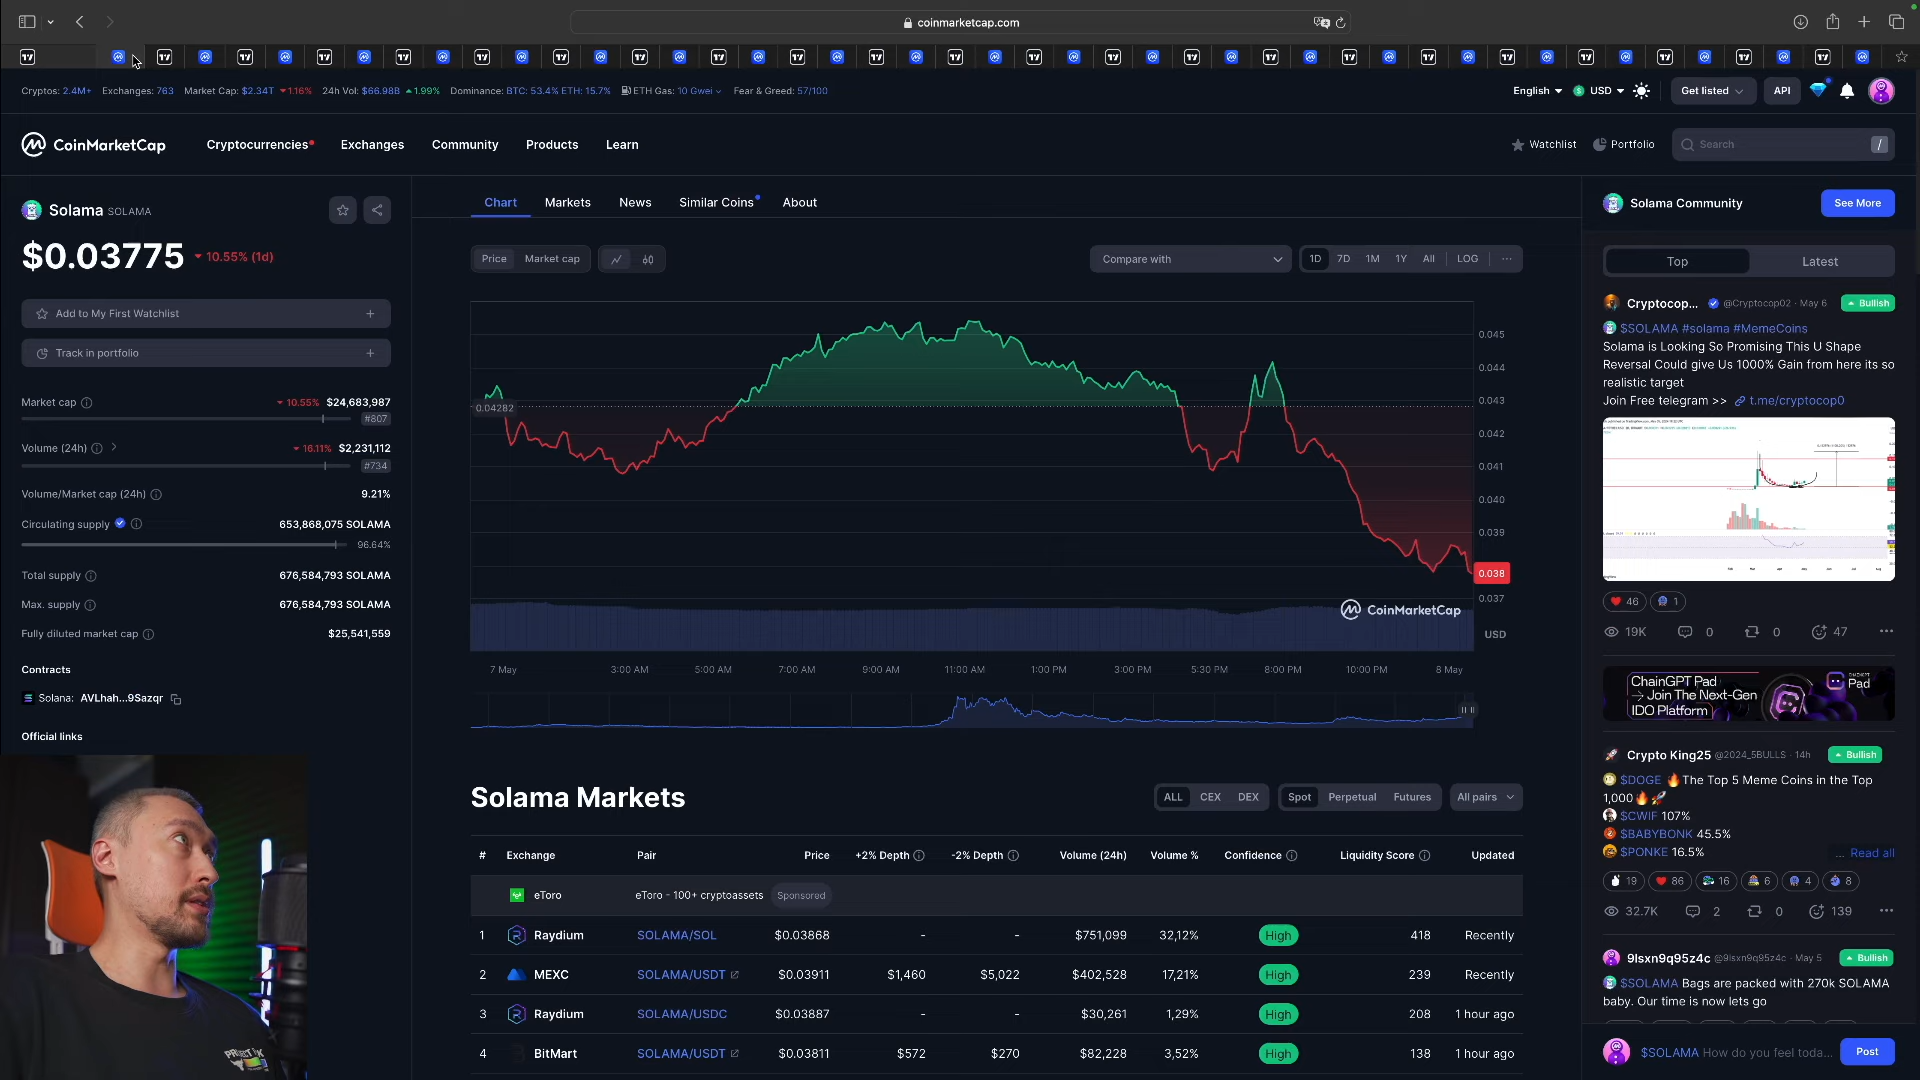 coinmarketcap.com
Cryptos: 2.4M+ Exchanges: 763 Market Cap: $2.34T 1.16% 24h Vol: $66.98B 1.99% Dominance: BTC: 53.4% ETH: 15.7% ETH Gas: 10 Gwei Fear & Greed: 57/100
English USD Get listed API
CoinMarketCap Cryptocurrencies Exchanges Community Products Learn
Watchlist Portfolio Search /
Solama SOLAMA
$0.03775 10.55% (1d)
Add to My First Watchlist +
Track in portfolio +
Market cap 10.55% $24,683,987
#807
Volume (24h) 16.11% $2,231,112
#734
Volume/Market cap (24h) 9.21%
Circulating supply 653,868,075 SOLAMA
96.64%
Total supply 676,584,793 SOLAMA
Max. supply 676,584,793 SOLAMA
Fully diluted market cap $25,541,559
Contracts
Solana: AVLhah...9Sazqr
Official links
Chart Markets News Similar Coins About
Price Market cap
Compare with
1D 7D 1M 1Y All LOG ...
0.045
0.044
0.043
0.04282
0.042
0.041
0.040
0.039
0.038
0.037
CoinMarketCap
USD
7 May 3:00 AM 5:00 AM 7:00 AM 9:00 AM 11:00 AM 1:00 PM 3:00 PM 5:30 PM 8:00 PM 10:00 PM 8 May
Solama Markets
ALL CEX DEX Spot Perpetual Futures All pairs
# Exchange Pair Price +2% Depth -2% Depth Volume (24h) Volume % Confidence Liquidity Score Updated
eToro eToro - 100+ cryptoassets Sponsored
1 Raydium SOLAMA/SOL $0.03868 - - $751,099 32,12% High 418 Recently
2 MEXC SOLAMA/USDT $0.03911 $1,460 $5,022 $402,528 17,21% High 239 Recently
3 Raydium SOLAMA/USDC $0.03887 - - $30,261 1,29% High 208 1 hour ago
4 BitMart SOLAMA/USDT $0.03811 $572 $270 $82,228 3,52% High 138 1 hour ago
Solama Community See More
Top Latest
Cryptocop... @Cryptocop02 · May 6 Bullish
$SOLAMA #solama #MemeCoins
Solama is Looking So Promising This U Shape
Reversal Could give Us 1000% Gain from here its so
realistic target
Join Free telegram >> t.me/cryptocop0
46 1
19K 0 0 47 ...
ChainGPT Pad
→ Join The Next-Gen
IDO Platform
Pad
Crypto King25 @2024_5BULLS · 14h Bullish
$DOGE The Top 5 Meme Coins in the Top
1,000
$CWIF 107%
$BABYBONK 45.5%
$PONKE 16.5% ... Read all
19 86 16 6 4 8
32.7K 2 0 139 ...
9lsxn9q95z4c @9lsxn9q95z4c · May 5 Bullish
$SOLAMA Bags are packed with 270k SOLAMA
baby. Our time is now lets go
$SOLAMA How do you feel toda... Post